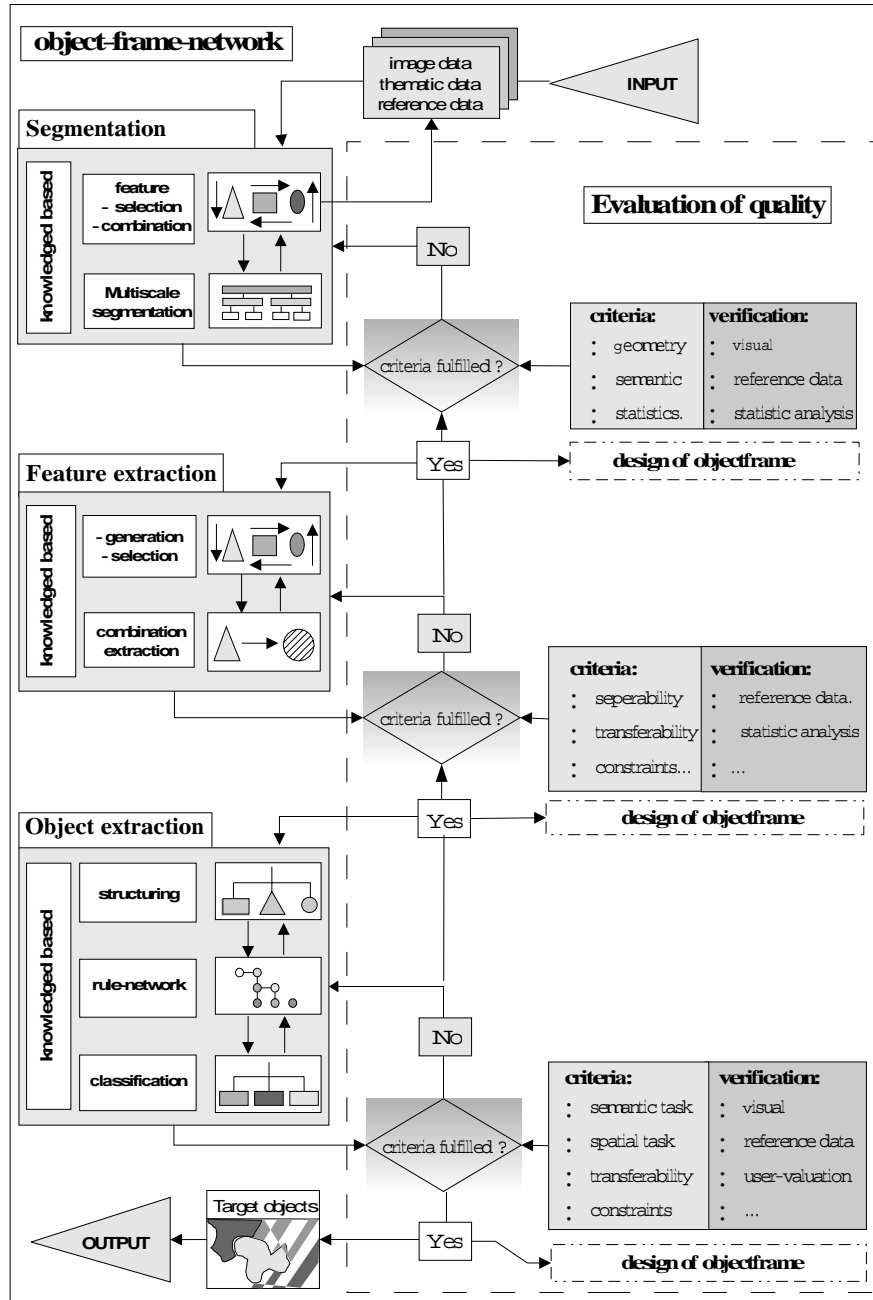 object-frame-network
image data
thematic data
reference data
INPUT
Segmentation
knowledged based
feature
- selection
- combination
Multiscale
segmentation
Evaluation of quality
No
criteria fulfilled ?
criteria:
: geometry
: semantic
: statistics.
verification:
: visual
: reference data
: statistic analysis
Yes
design of objectframe
Feature extraction
knowledged based
- generation
- selection
combination
extraction
No
criteria fulfilled ?
criteria:
: seperability
: transferability
: constraints...
verification:
: reference data.
: statistic analysis
: ...
Yes
design of objectframe
Object extraction
knowledged based
structuring
rule-network
classification
No
criteria fulfilled ?
criteria:
: semantic task
: spatial task
: transferability
: constraints
verification:
: visual
: reference data
: user-valuation
: ...
Yes
design of objectframe
Target objects
OUTPUT